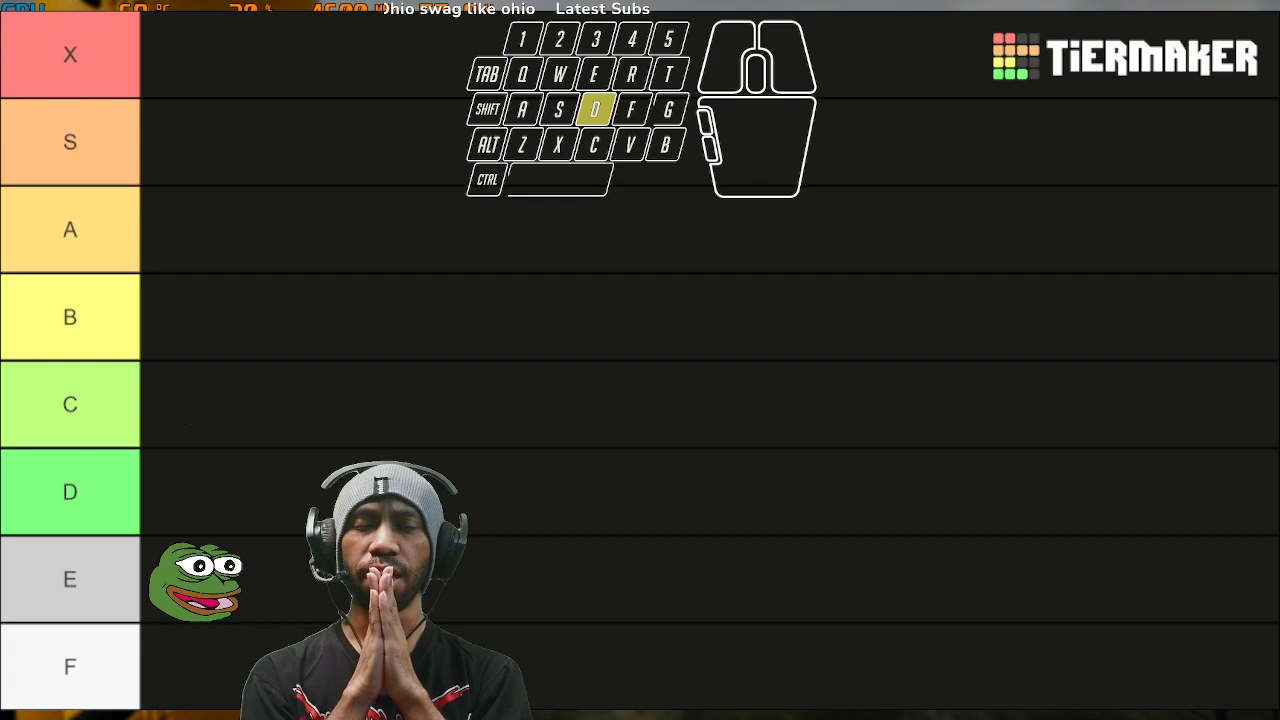 Ohio swag like ohio Latest Subs
X
1 2 3 4 5
TAB Q W E R T
SHIFT A S D F G
ALT Z X C V B
CTRL
TiERMAKER
S
A
B
C
D
E
F